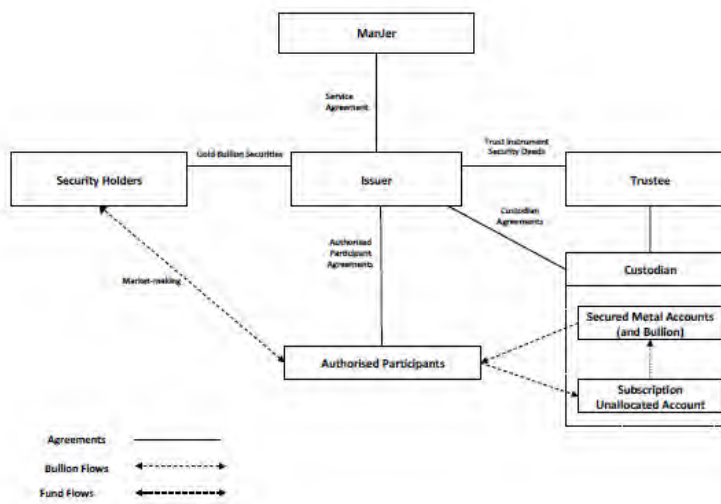 ManJer
Service
Agreement
Gold Bullion Securities
Trust Instrument
Security Deeds
Security Holders
Issuer
Trustee
Custodian
Agreements
Authorised
Participant
Agreements
Custodian
Market-making
Secured Metal Accounts
(and Bullion)
Authorised Participants
Subscription
Unallocated Account
Agreements
Bullion Flows
Fund Flows